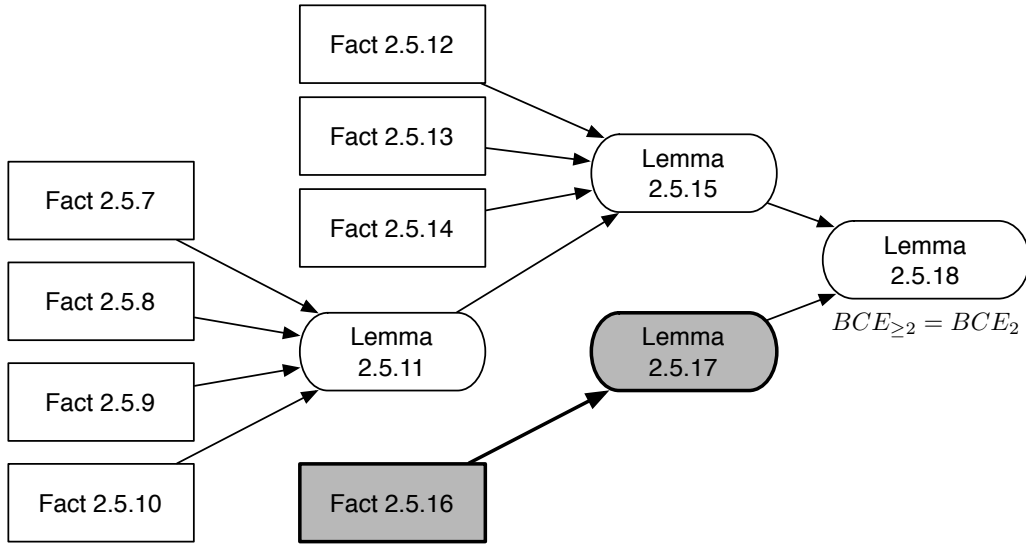 Fact 2.5.12
Fact 2.5.13
Fact 2.5.14
Fact 2.5.7
Fact 2.5.8
Fact 2.5.9
Fact 2.5.10
Lemma
2.5.11
Fact 2.5.16
Lemma
2.5.15
Lemma
2.5.17
Lemma
2.5.18
BCE≥2 = BCE2